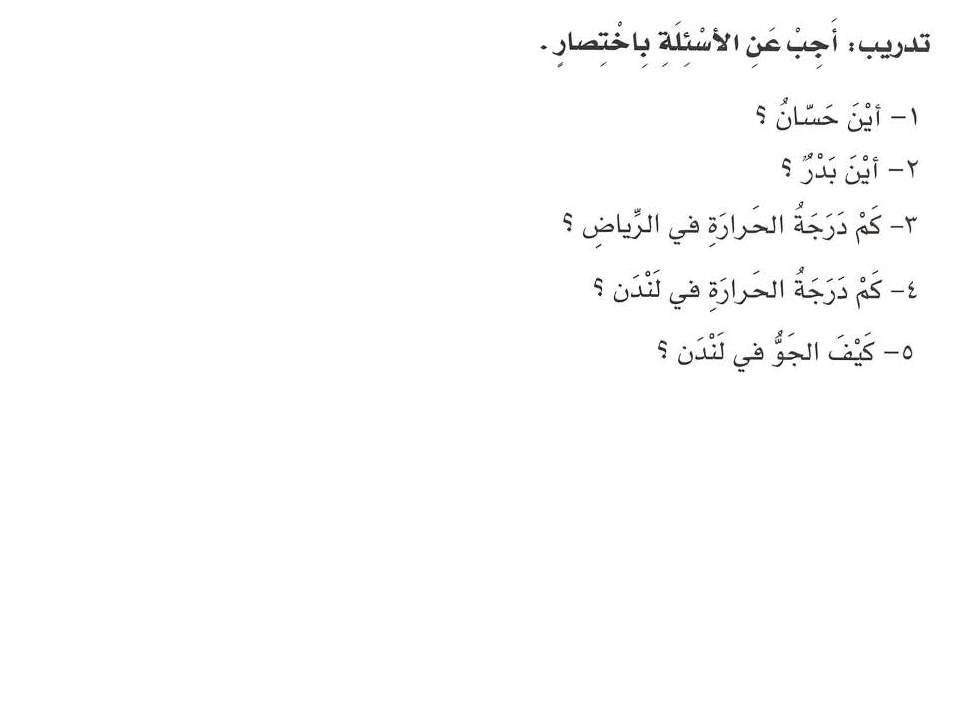 تدريب: أَجِبْ عَنِ الأسْئِلَةِ بِاخْتِصارٍ .
١- أيْنَ حَسّانُ ؟
٢- أيْنَ بَدْرٌ ؟
٣- كَمْ دَرَجَةُ الحَرارَةِ في الرِّياضِ ؟
٤- كَمْ دَرَجَةُ الحَرارَةِ في لَنْدَن ؟
٥- كَيْفَ الجَوُّ في لَنْدَن ؟